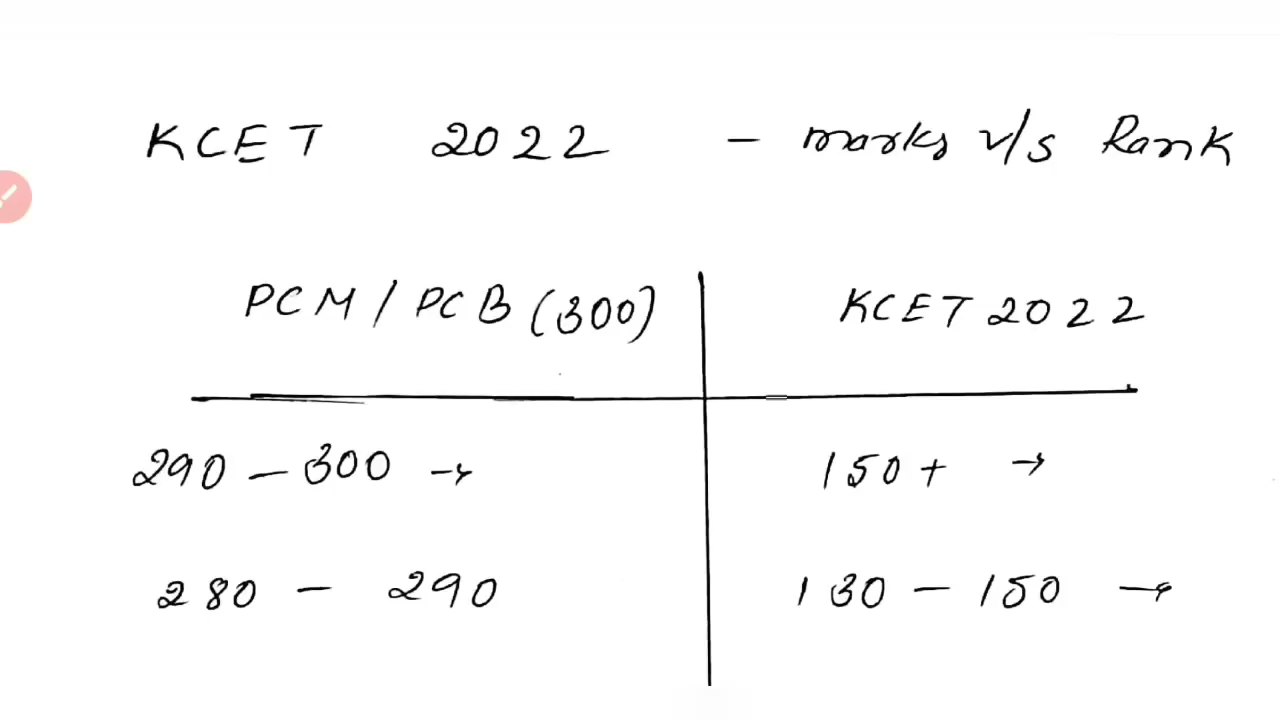 KCET 2022 - marks v/s Rank
PCM / PCB (300) KCET 2022
290 - 300 → 150+ →
280 - 290 130 - 150 →